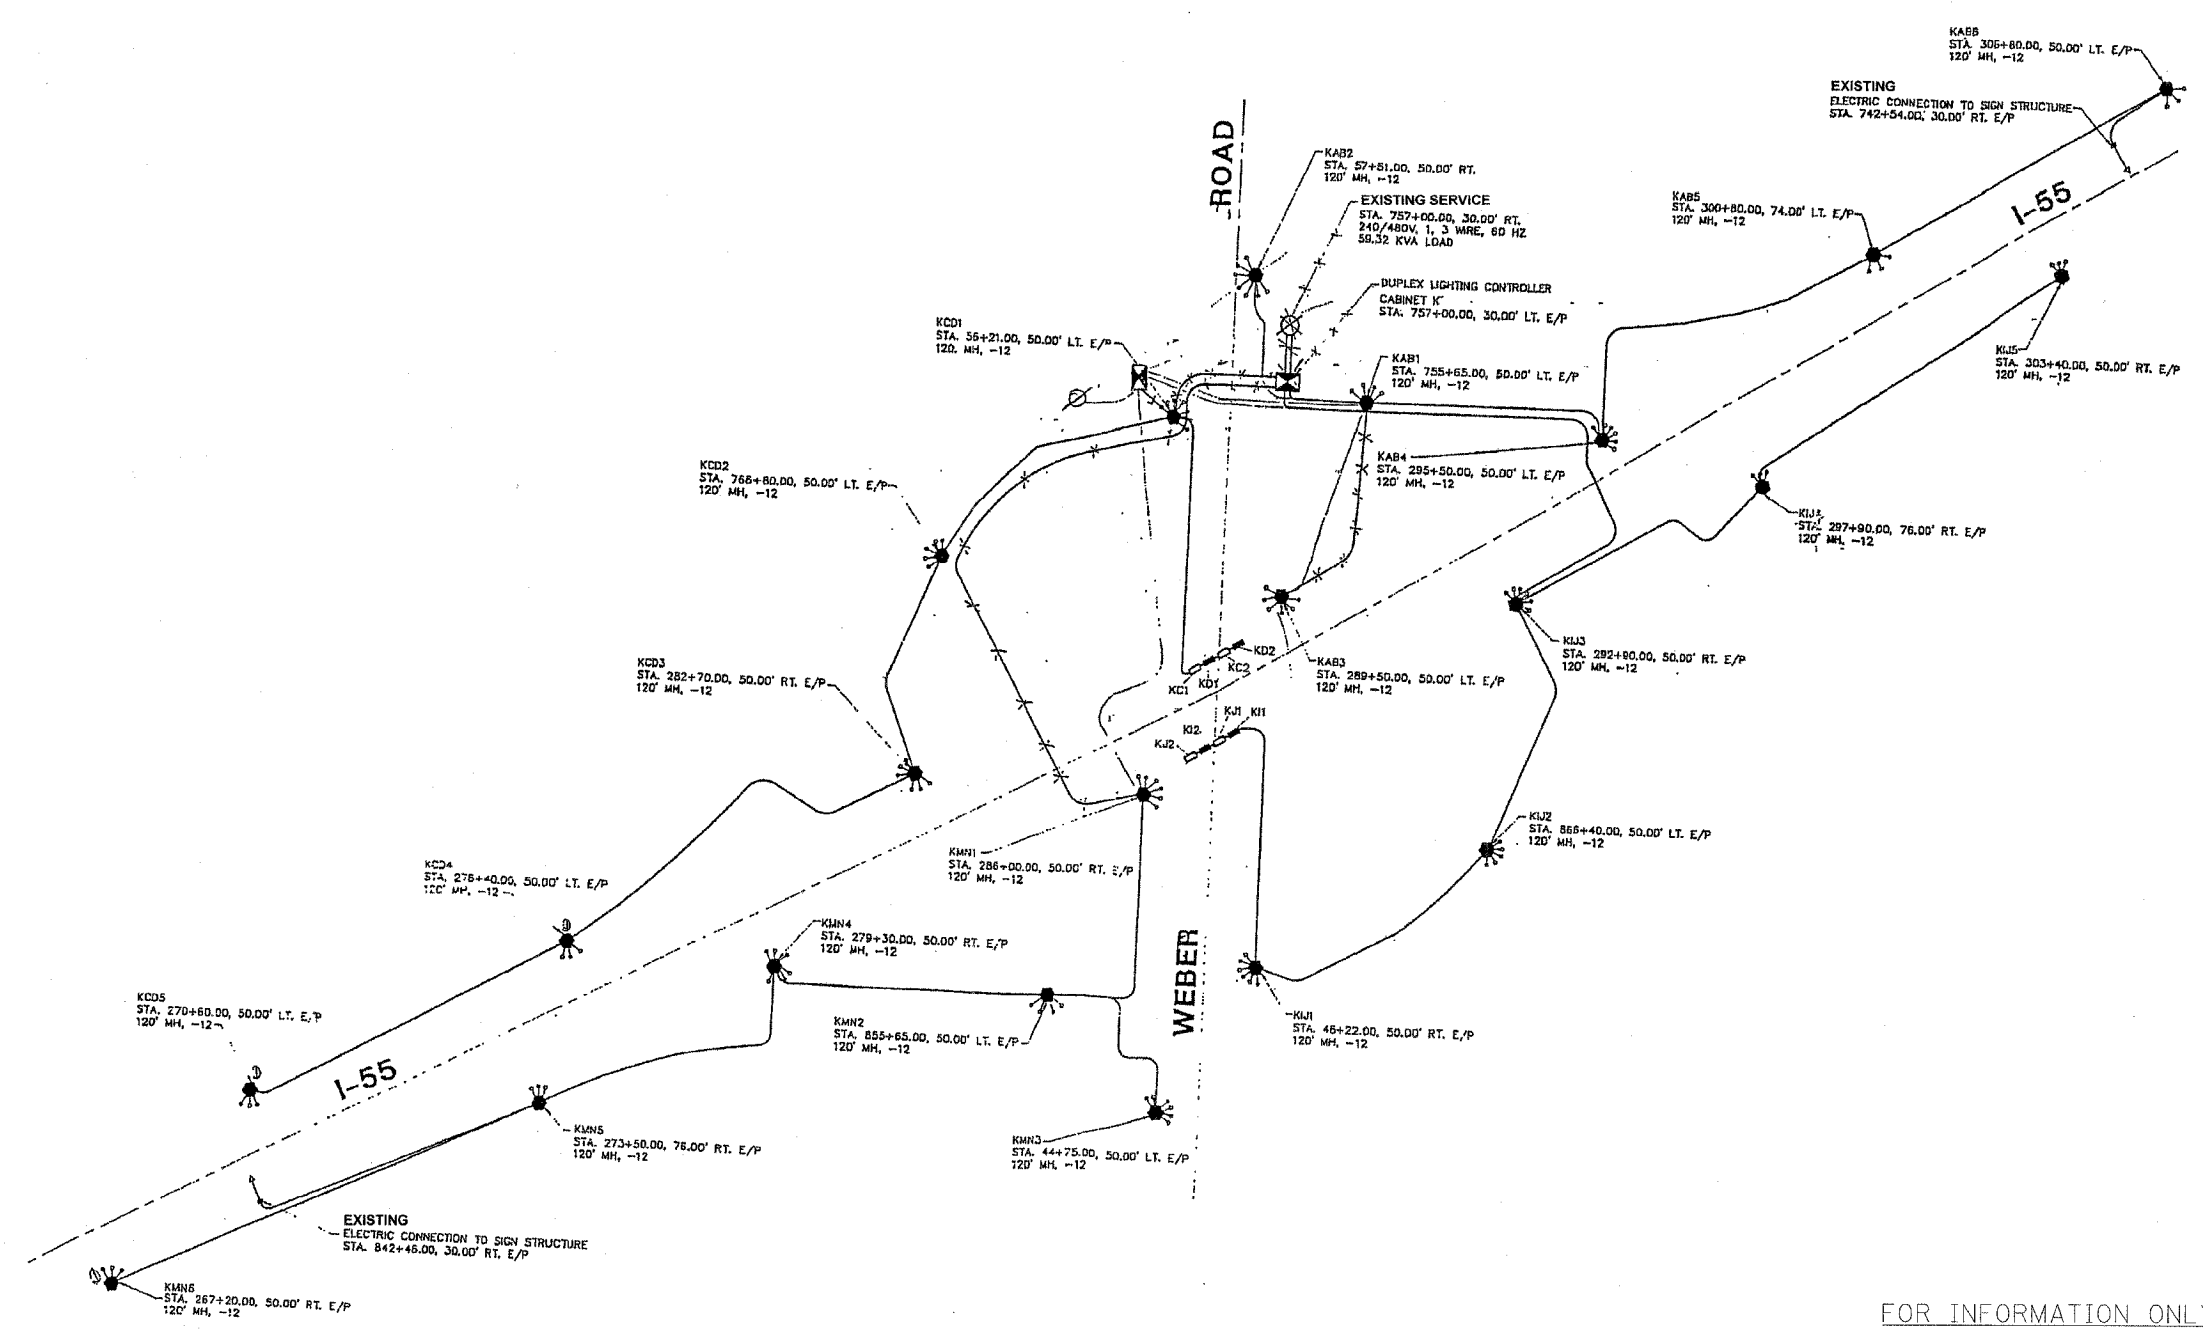 KAB6
STA. 306+80.00, 50.00' LT. E/P
120' MH, -12
EXISTING
ELECTRIC CONNECTION TO SIGN STRUCTURE
STA. 742+54.00, 30.00' RT. E/P
I-55
KAB5
STA. 300+80.00, 74.00' LT. E/P
120' MH, -12
ROAD
KAB2
STA. 57+51.00, 50.00' RT.
120' MH, -12
EXISTING SERVICE
STA. 757+00.00, 30.00' RT.
240/480V, 1, 3 WIRE, 60 HZ
59.32 KVA LOAD
DUPLEX LIGHTING CONTROLLER
CABINET K
STA. 757+00.00, 30.00' LT. E/P
KCD1
STA. 56+21.00, 50.00' LT. E/P
120. MH, -12
KAB1
STA. 755+65.00, 50.00' LT. E/P
120' MH, -12
KIJ5
STA. 303+40.00, 50.00' RT. E/P
120' MH, -12
KCD2
STA. 766+60.00, 50.00' LT. E/P
120' MH, -12
KAB4
STA. 295+50.00, 50.00' LT. E/P
120' MH, -12
STA. 297+90.00, 76.00' RT. E/P
120' MH, -12
KCD3
STA. 282+70.00, 50.00' RT. E/P
120' MH, -12
KD2
KC2
KD1
KC1
KAB3
STA. 289+50.00, 50.00' LT. E/P
120' MH, -12
KIJ3
STA. 292+90.00, 50.00' RT. E/P
120' MH, -12
KJ1
KI1
KI2
KJ2
KIJ2
STA. 866+40.00, 50.00' LT. E/P
120' MH, -12
KMN1
STA. 286+00.00, 50.00' RT. E/P
120' MH, -12
KCD4
STA. 276+40.00, 50.00' LT. E/P
120' MH, -12
KMN4
STA. 279+30.00, 50.00' RT. E/P
120' MH, -12
WEBER
KCD5
STA. 270+60.00, 50.00' LT. E/P
120' MH, -12
KMN2
STA. 855+65.00, 50.00' LT. E/P
120' MH, -12
KIJ1
STA. 46+22.00, 50.00' RT. E/P
120' MH, -12
I-55
KMN5
STA. 273+50.00, 76.00' RT. E/P
120' MH, -12
KMN3
STA. 44+75.00, 50.00' LT. E/P
120' MH, -12
EXISTING
ELECTRIC CONNECTION TO SIGN STRUCTURE
STA. 842+46.00, 30.00' RT. E/P
KMN6
STA. 267+20.00, 50.00' RT. E/P
120' MH, -12
FOR INFORMATION ONLY